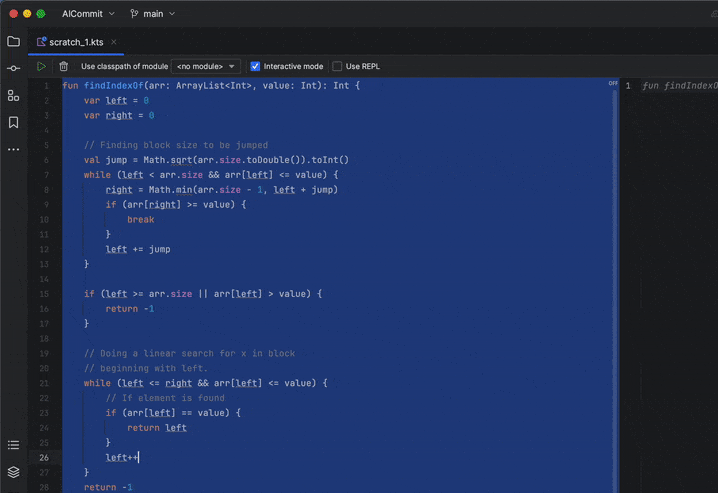 AICommit
main
scratch_1.kts
Use classpath of module
<no module>
Interactive mode
Use REPL
OFF
1 fun findIndexOf(arr: ArrayList<Int>, value: Int): Int {
2 var left = 0
3 var right = 0
4
5 // Finding block size to be jumped
6 val jump = Math.sqrt(arr.size.toDouble()).toInt()
7 while (left < arr.size && arr[left] <= value) {
8 right = Math.min(arr.size - 1, left + jump)
9 if (arr[right] >= value) {
10 break
11 }
12 left += jump
13 }
14
15 if (left >= arr.size || arr[left] > value) {
16 return -1
17 }
18
19 // Doing a linear search for x in block
20 // beginning with left.
21 while (left <= right && arr[left] <= value) {
22 // If element is found
23 if (arr[left] == value) {
24 return left
25 }
26 left++
27 }
28 return -1
1 fun findIndexO